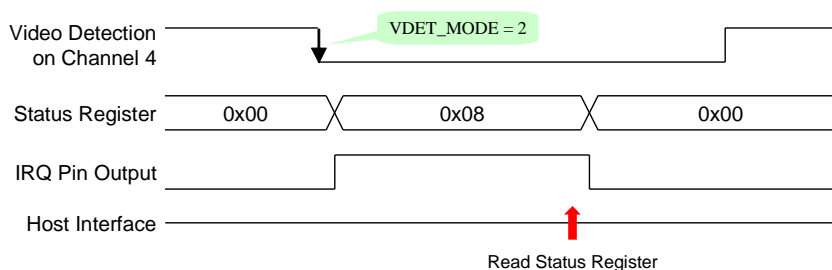 Video Detection
on Channel 4
VDET_MODE = 2
Status Register
0x00
0x08
0x00
IRQ Pin Output
Host Interface
Read Status Register